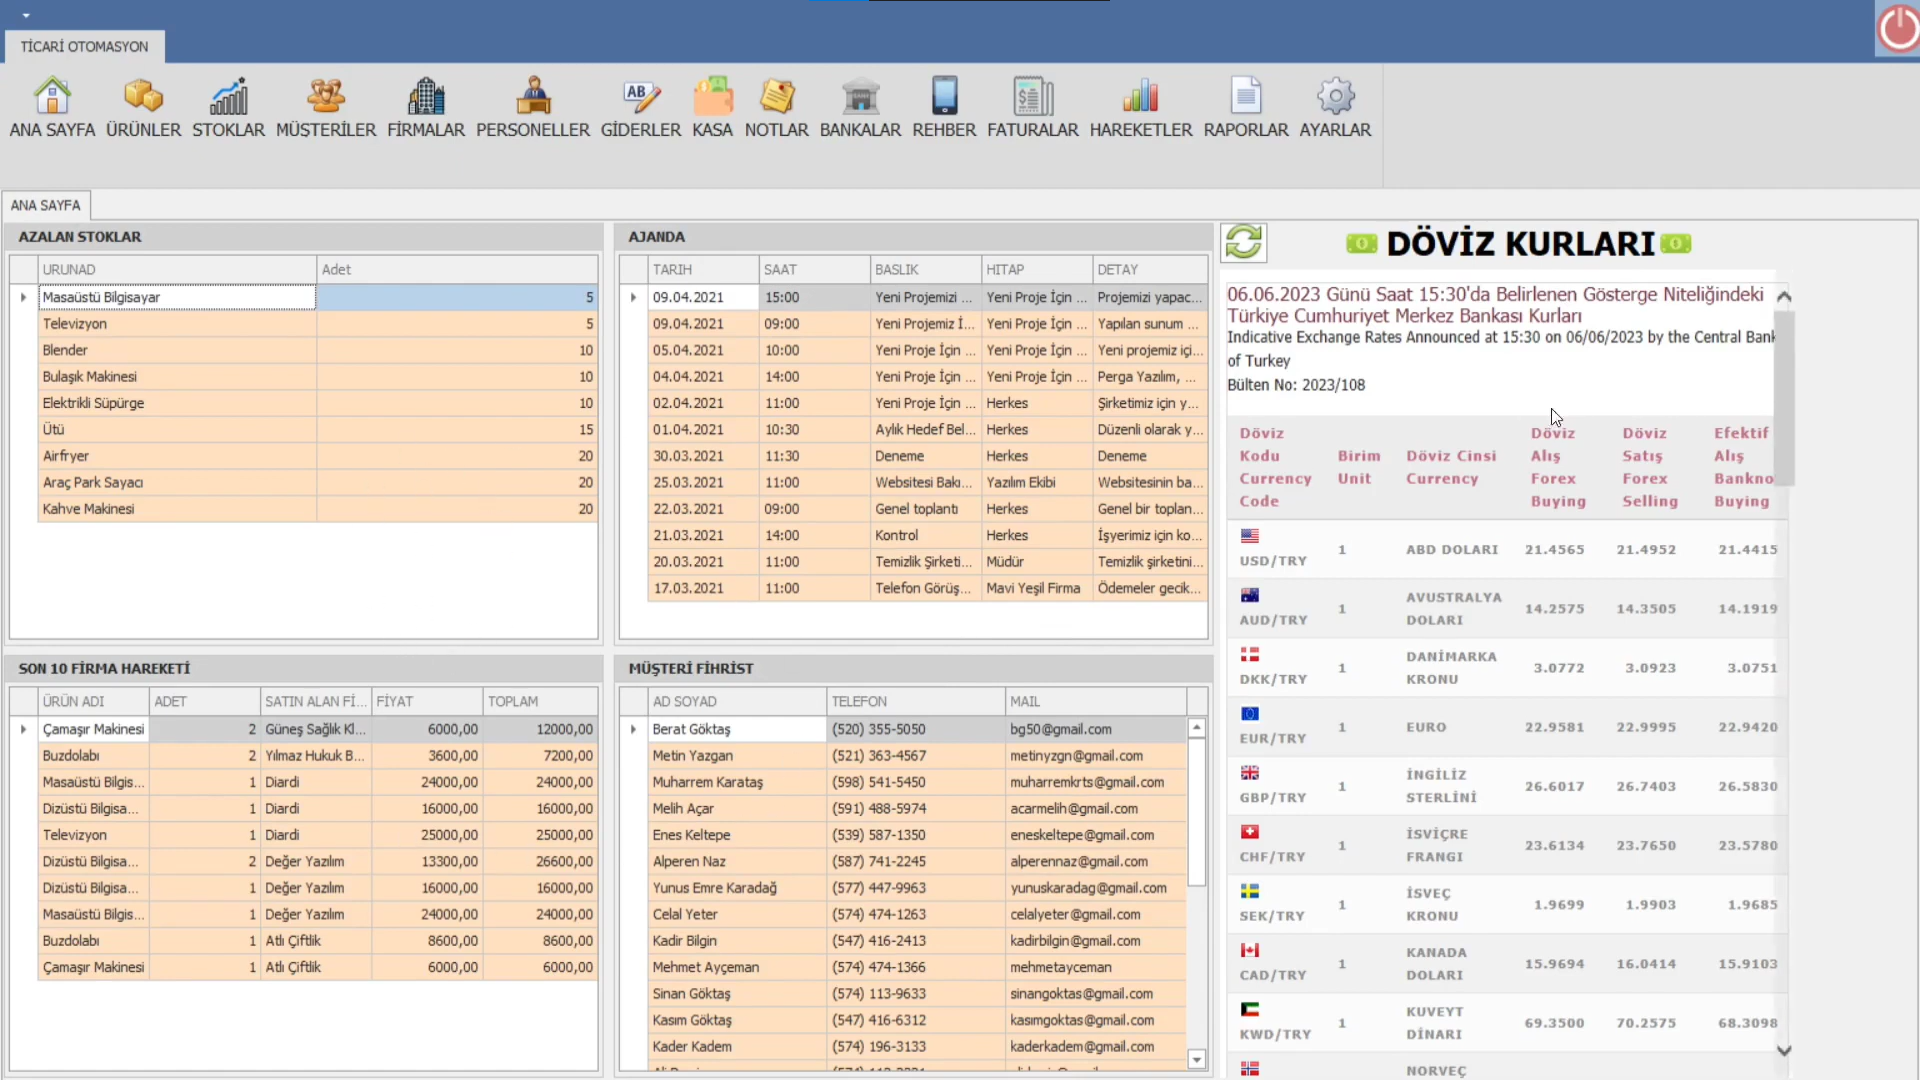 TİCARİ OTOMASYON
ANA SAYFA ÜRÜNLER STOKLAR MÜŞTERİLER FİRMALAR PERSONELLER GİDERLER KASA NOTLAR BANKALAR REHBER FATURALAR HAREKETLER RAPORLAR AYARLAR
ANA SAYFA
AZALAN STOKLAR
URUNAD Adet
Masaüstü Bilgisayar 5
Televizyon 5
Blender 10
Bulaşık Makinesi 10
Elektrikli Süpürge 10
Ütü 15
Airfryer 20
Araç Park Sayacı 20
Kahve Makinesi 20
AJANDA
TARIH SAAT BASLIK HITAP DETAY
09.04.2021 15:00 Yeni Projemizi ... Yeni Proje İçin ... Projemizi yapac...
09.04.2021 09:00 Yeni Projemiz İ... Yeni Proje İçin ... Yapılan sunum ...
05.04.2021 10:00 Yeni Proje İçin ... Yeni Proje İçin ... Yeni projemiz içi...
04.04.2021 14:00 Yeni Proje İçin ... Yeni Proje İçin ... Perga Yazılım, ...
02.04.2021 11:00 Yeni Proje İçin ... Herkes Şirketimiz için y...
01.04.2021 10:30 Aylık Hedef Bel... Herkes Düzenli olarak y...
30.03.2021 11:30 Deneme Herkes Deneme
25.03.2021 11:00 Websitesi Bakı... Yazılım Ekibi Websitesinin ba...
22.03.2021 09:00 Genel toplantı Herkes Genel bir toplan...
21.03.2021 14:00 Kontrol Herkes İşyerimiz için ko...
20.03.2021 11:00 Temizlik Şirketi... Müdür Temizlik şirketini...
17.03.2021 11:00 Telefon Görüş... Mavi Yeşil Firma Ödemeler gecik...
SON 10 FİRMA HAREKETİ
ÜRÜN ADI ADET SATIN ALAN Fİ... FİYAT TOPLAM
Çamaşır Makinesi 2 Güneş Sağlık Kl... 6000,00 12000,00
Buzdolabı 2 Yılmaz Hukuk B... 3600,00 7200,00
Masaüstü Bilgis... 1 Diardi 24000,00 24000,00
Dizüstü Bilgisa... 1 Diardi 16000,00 16000,00
Televizyon 1 Diardi 25000,00 25000,00
Dizüstü Bilgisa... 2 Değer Yazılım 13300,00 26600,00
Dizüstü Bilgisa... 1 Değer Yazılım 16000,00 16000,00
Masaüstü Bilgis... 1 Değer Yazılım 24000,00 24000,00
Buzdolabı 1 Atlı Çiftlik 8600,00 8600,00
Çamaşır Makinesi 1 Atlı Çiftlik 6000,00 6000,00
MÜŞTERİ FİHRİST
AD SOYAD TELEFON MAIL
Berat Göktaş (520) 355-5050 bg50@gmail.com
Metin Yazgan (521) 363-4567 metinyzgn@gmail.com
Muharrem Karataş (598) 541-5450 muharremkrts@gmail.com
Melih Açar (591) 488-5974 acarmelih@gmail.com
Enes Keltepe (539) 587-1350 eneskeltepe@gmail.com
Alperen Naz (587) 741-2245 alperennaz@gmail.com
Yunus Emre Karadağ (577) 447-9963 yunuskaradag@gmail.com
Celal Yeter (574) 474-1263 celalyeter@gmail.com
Kadir Bilgin (547) 416-2413 kadirbilgin@gmail.com
Mehmet Ayçeman (574) 474-1366 mehmetayceman
Sinan Göktaş (574) 113-9633 sinangoktas@gmail.com
Kasım Göktaş (547) 416-6312 kasımgoktas@gmail.com
Kader Kadem (574) 196-3133 kaderkadem@gmail.com
DÖVİZ KURLARI
06.06.2023 Günü Saat 15:30'da Belirlenen Gösterge Niteliğindeki
Türkiye Cumhuriyet Merkez Bankası Kurları
Indicative Exchange Rates Announced at 15:30 on 06/06/2023 by the Central Bank
of Turkey
Bülten No: 2023/108
Döviz Kodu Currency Code Birim Unit Döviz Cinsi Currency Döviz Alış Forex Buying Döviz Satış Forex Selling Efektif Alış Bankno Buying
USD/TRY 1 ABD DOLARI 21.4565 21.4952 21.4415
AUD/TRY 1 AVUSTRALYA DOLARI 14.2575 14.3505 14.1919
DKK/TRY 1 DANİMARKA KRONU 3.0772 3.0923 3.0751
EUR/TRY 1 EURO 22.9581 22.9995 22.9420
GBP/TRY 1 İNGİLİZ STERLİNİ 26.6017 26.7403 26.5830
CHF/TRY 1 İSVİÇRE FRANGI 23.6134 23.7650 23.5780
SEK/TRY 1 İSVEÇ KRONU 1.9699 1.9903 1.9685
CAD/TRY 1 KANADA DOLARI 15.9694 16.0414 15.9103
KWD/TRY 1 KUVEYT DİNARI 69.3500 70.2575 68.3098
NORVEÇ